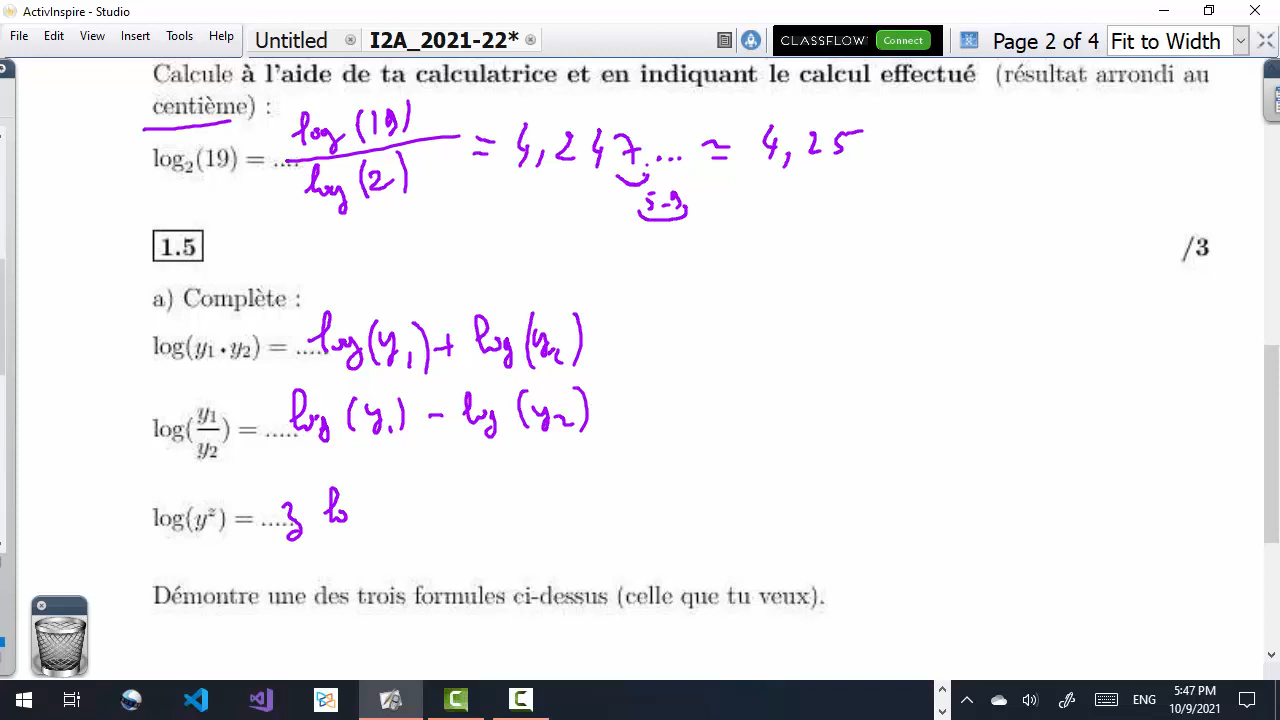 ActivInspire - Studio
File Edit View Insert Tools Help Untitled I2A_2021-22* CLASSFLOW Connect Page 2 of 4 Fit to Width
Calcule à l'aide de ta calculatrice et en indiquant le calcul effectué (résultat arrondi au
centième) :
log₂(19) = .... log(19) / log(2) = 4,247... ≃ 4,25
5-9
1.5 /3
a) Complète :
log(y₁ · y₂) = ..... log(y₁) + log(y₂)
log(y₁/y₂) = ..... log(y₁) - log(y₂)
log(yᶻ) = ..... z lo
Démontre une des trois formules ci-dessus (celle que tu veux).
ENG 5:47 PM
10/9/2021